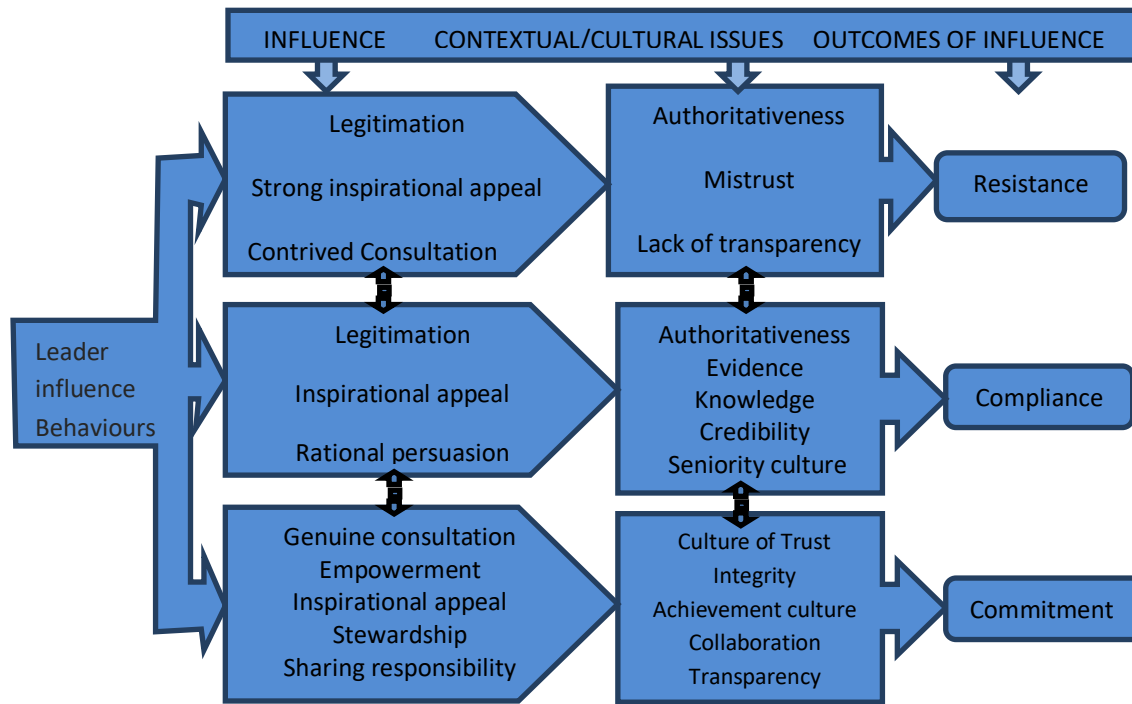 INFLUENCE CONTEXTUAL/CULTURAL ISSUES OUTCOMES OF INFLUENCE
Leader
influence
Behaviours
Legitimation
Strong inspirational appeal
Contrived Consultation
Authoritativeness
Mistrust
Lack of transparency
Resistance
Legitimation
Inspirational appeal
Rational persuasion
Authoritativeness
Evidence
Knowledge
Credibility
Seniority culture
Compliance
Genuine consultation
Empowerment
Inspirational appeal
Stewardship
Sharing responsibility
Culture of Trust
Integrity
Achievement culture
Collaboration
Transparency
Commitment